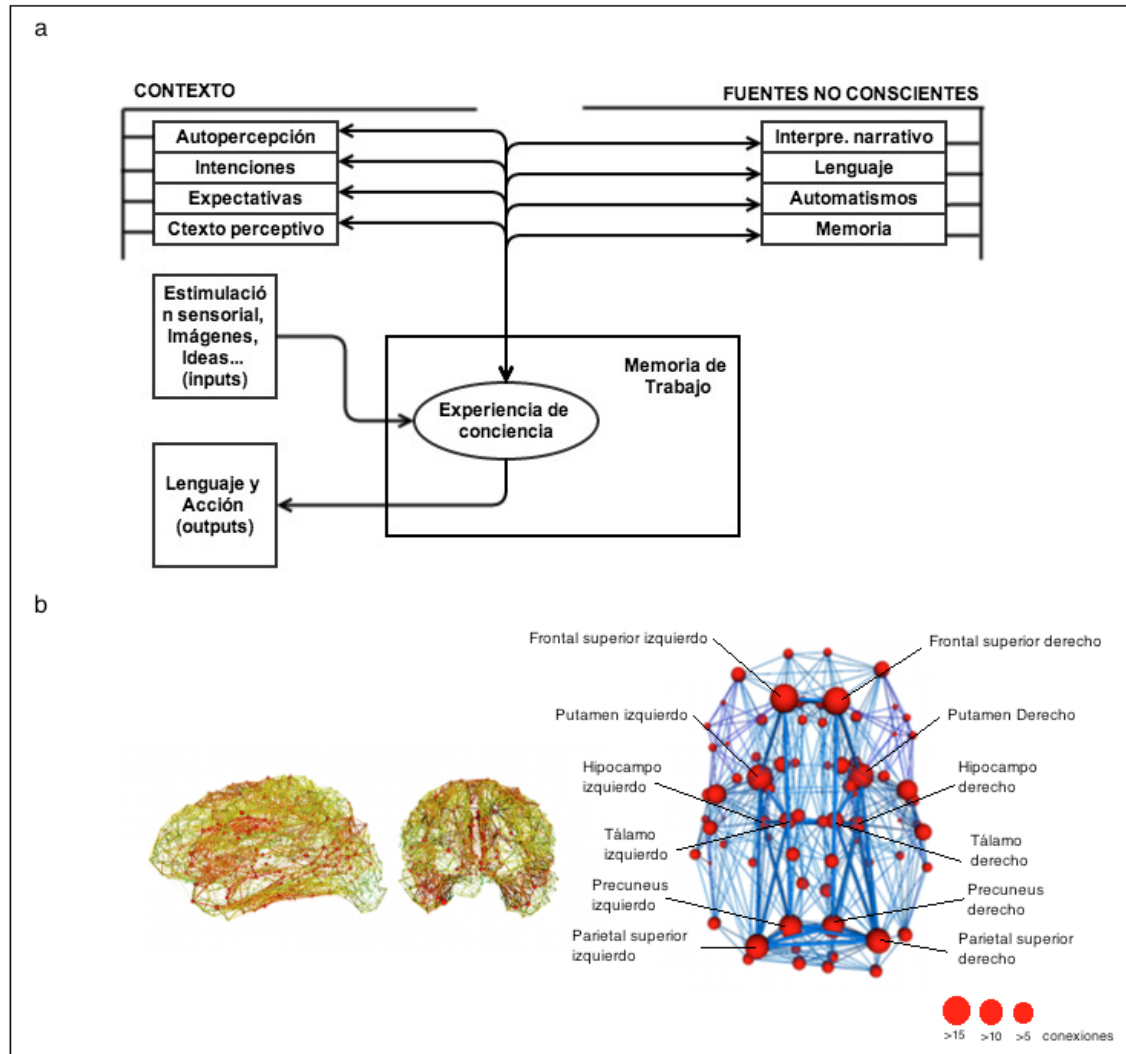 a
CONTEXTO
FUENTES NO CONSCIENTES
Autopercepción
Intenciones
Expectativas
Ctexto perceptivo
Interpre. narrativo
Lenguaje
Automatismos
Memoria
Estimulació
n sensorial,
Imágenes,
Ideas...
(inputs)
Memoria de
Trabajo
Experiencia de
conciencia
Lenguaje y
Acción
(outputs)
b
Frontal superior izquierdo
Frontal superior derecho
Putamen izquierdo
Putamen Derecho
Hipocampo
izquierdo
Hipocampo
derecho
Tálamo
izquierdo
Tálamo
derecho
Precuneus
izquierdo
Precuneus
derecho
Parietal superior
izquierdo
Parietal superior
derecho
>15 >10 >5 conexiones